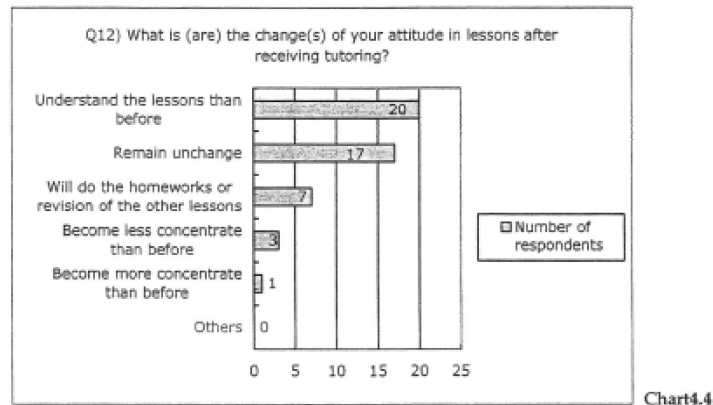 Q12) What is (are) the change(s) of your attitude in lessons after
receiving tutoring?
Understand the lessons than
before
20
Remain unchange
17
Will do the homeworks or
revision of the other lessons
7
Become less concentrate
than before
3
Become more concentrate
than before
1
Others
0
Number of
respondents
0 5 10 15 20 25
Chart4.4